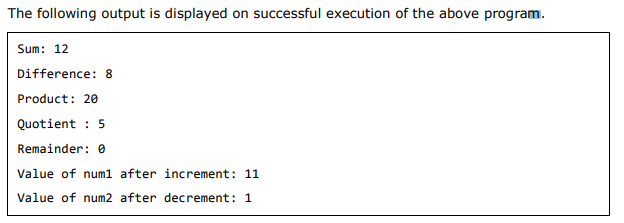 The following output is displayed on successful execution of the above program.
Sum: 12
Difference: 8
Product: 20
Quotient : 5
Remainder: 0
Value of num1 after increment: 11
Value of num2 after decrement: 1